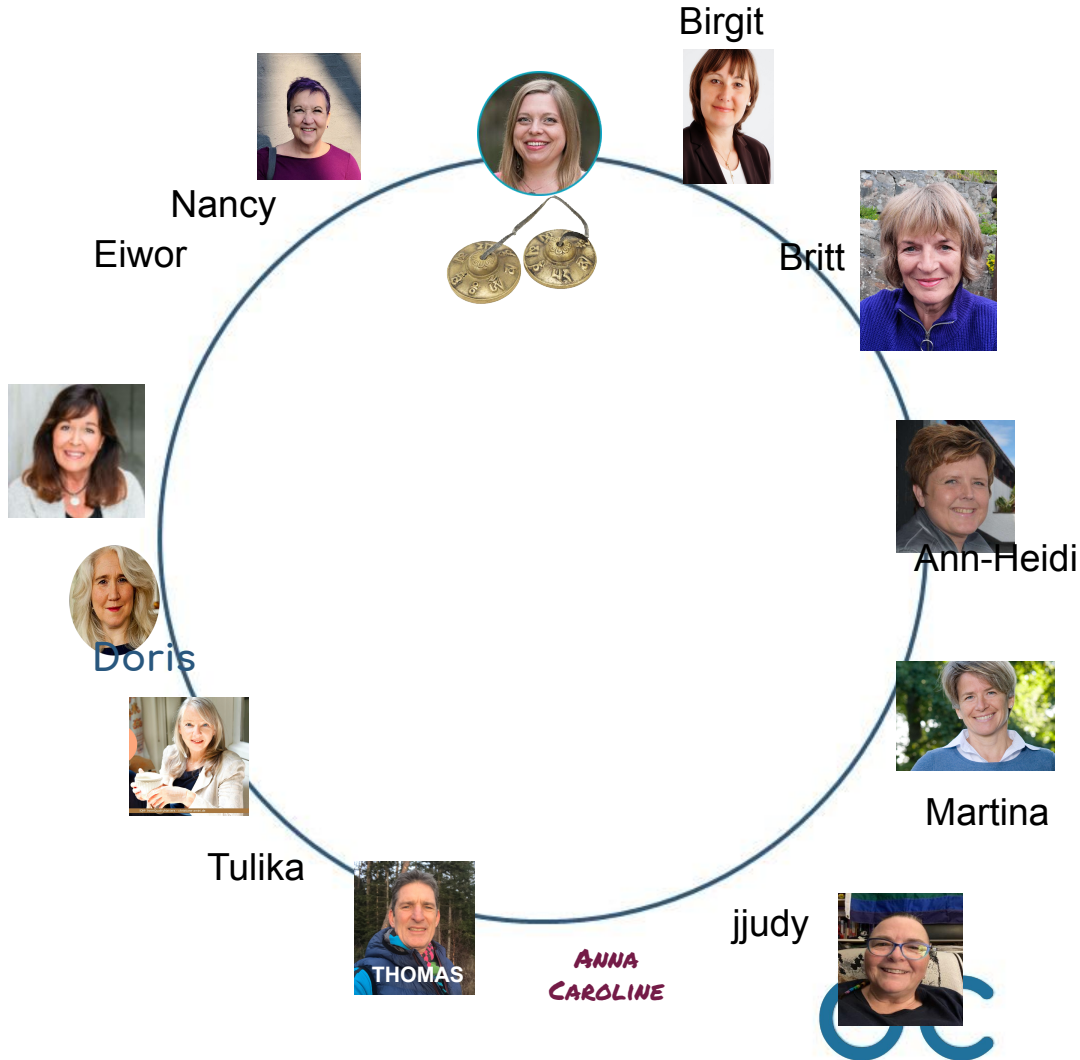 Birgit
Nancy
Eiwor
Britt
Ann-Heidi
Doris
Martina
Tulika
THOMAS
jjudy
ANNA
CAROLINE